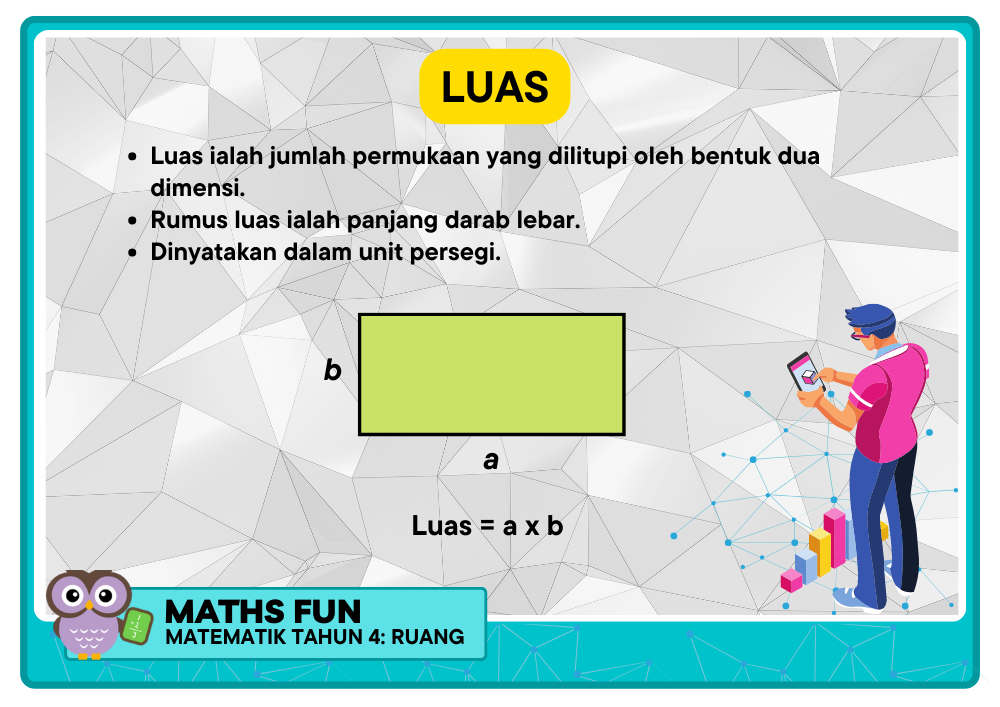 LUAS
• Luas ialah jumlah permukaan yang dilitupi oleh bentuk dua
dimensi.
• Rumus luas ialah panjang darab lebar.
• Dinyatakan dalam unit persegi.
b
a
Luas = a x b
MATHS FUN
MATEMATIK TAHUN 4: RUANG